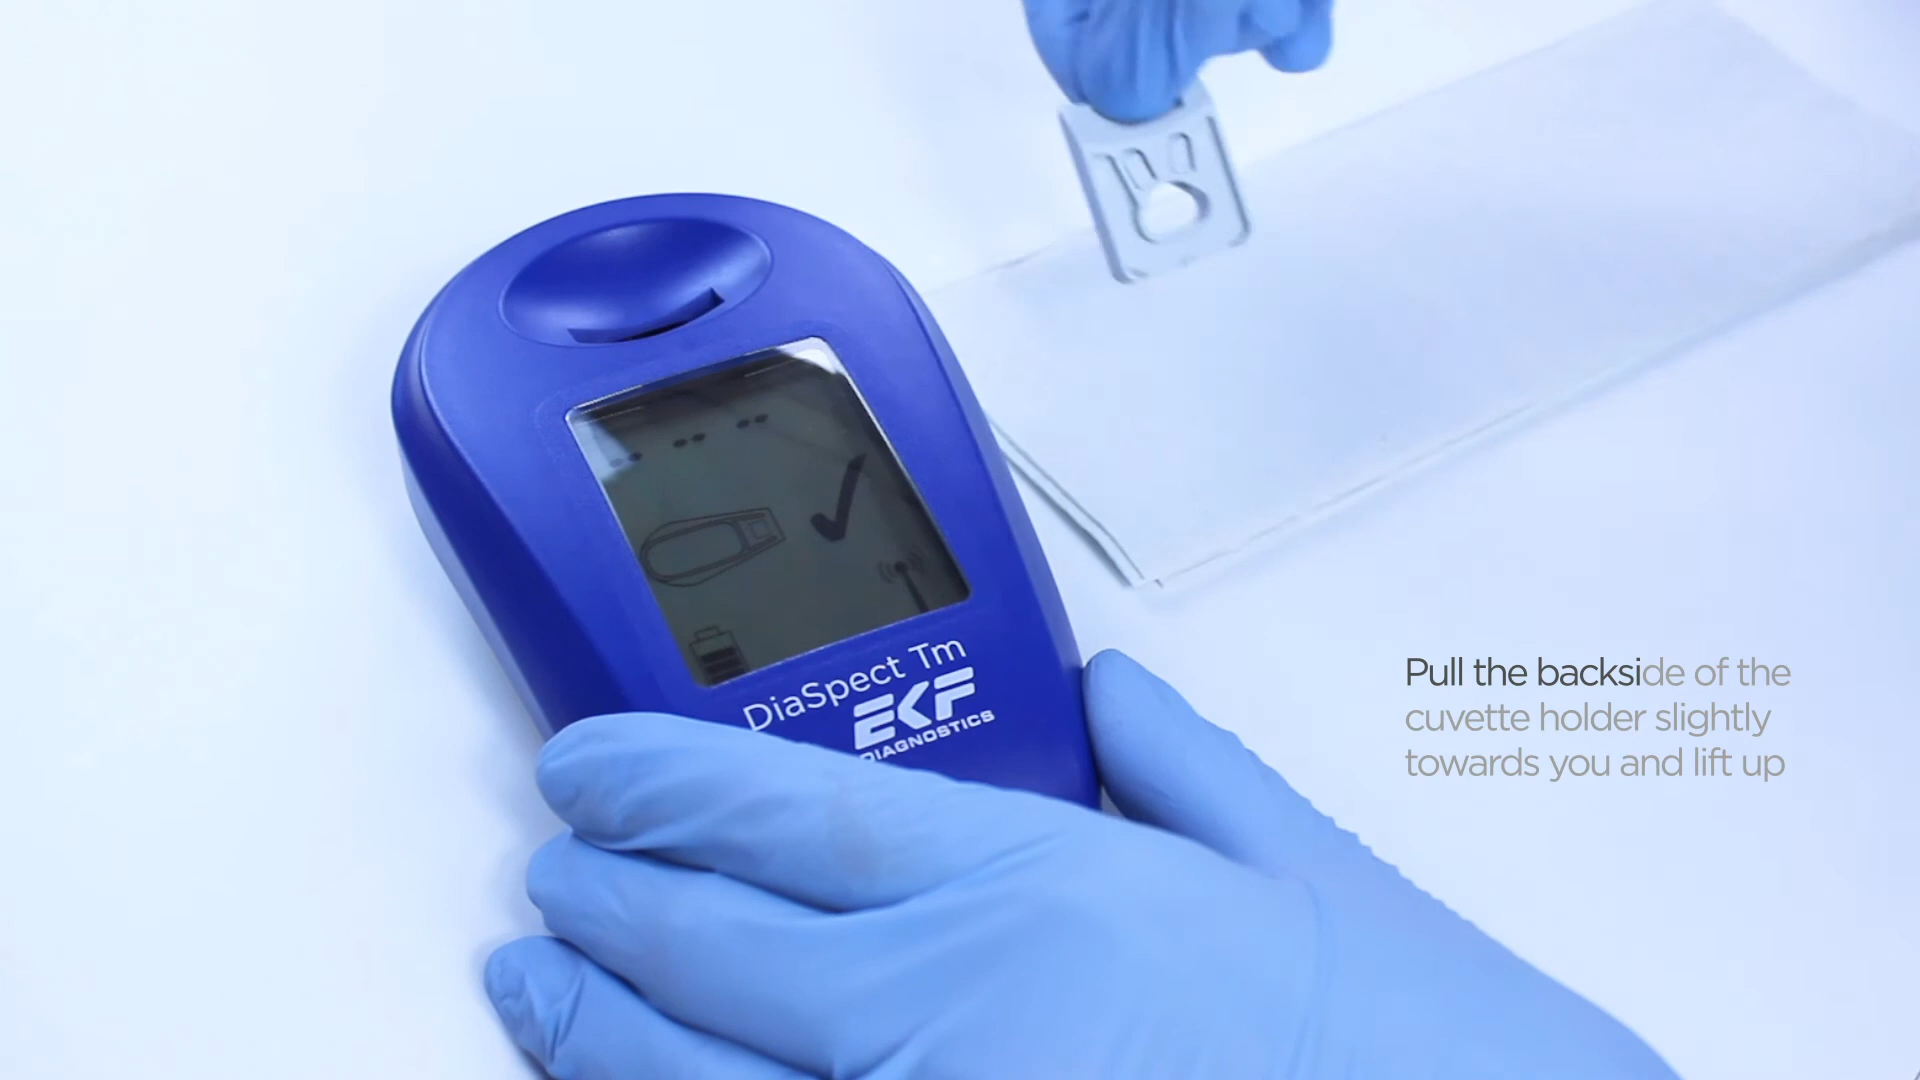 DiaSpect Tm
EKF
DIAGNOSTICS
Pull the backside of the
cuvette holder slightly
towards you and lift up